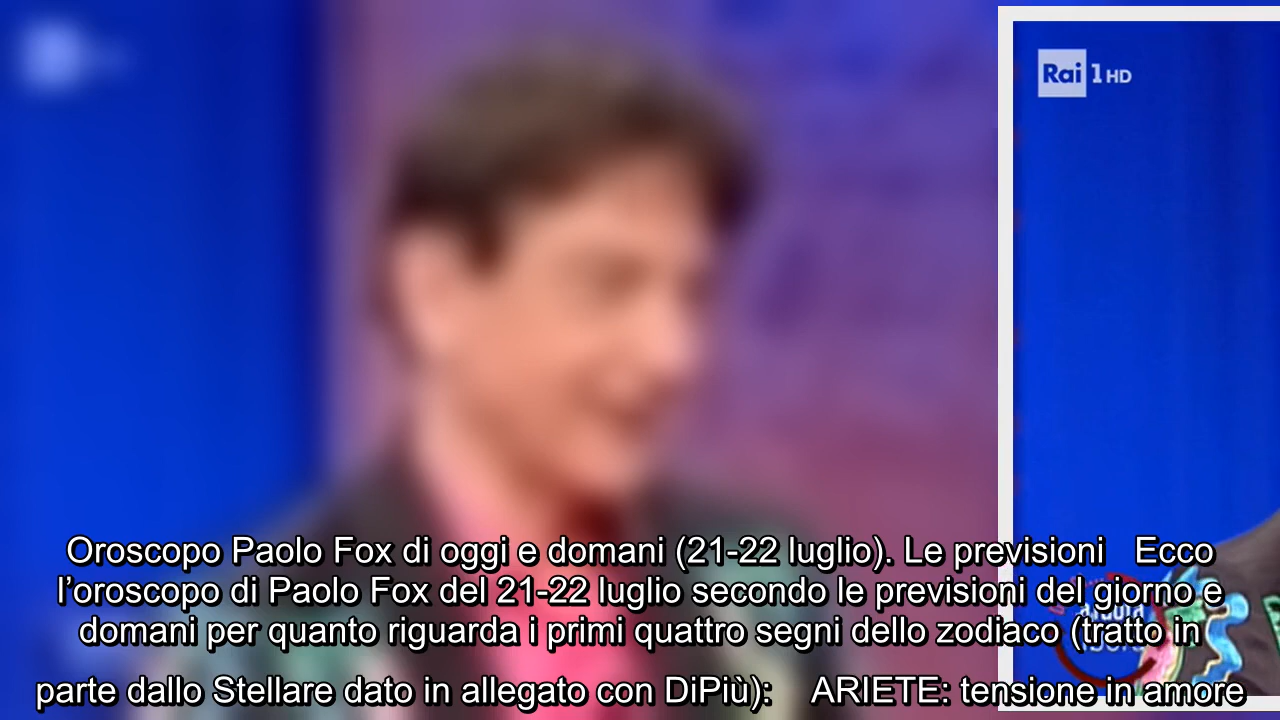 Rai 1 HD
Oroscopo Paolo Fox di oggi e domani (21-22 luglio). Le previsioni Ecco
l’oroscopo di Paolo Fox del 21-22 luglio secondo le previsioni del giorno e
domani per quanto riguarda i primi quattro segni dello zodiaco (tratto in
parte dallo Stellare dato in allegato con DiPiù): ARIETE: tensione in amore